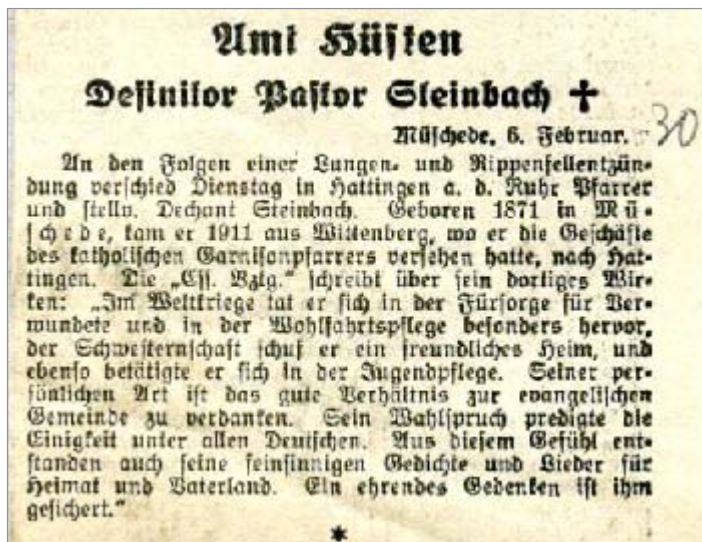 Amt Hüsten
Definitor Pastor Steinbach ✝
Müschede, 6. Februar. 30
An den Folgen einer Lungen- und Rippenfellentzün-
dung verschied Dienstag in Hattingen a. d. Ruhr Pfarrer
und stellv. Dechant Steinbach. Geboren 1871 in Mü-
schede, kam er 1911 aus Wittenberg, wo er die Geschäfte
des katholischen Garnisonpfarrers versehen hatte, nach Hat-
tingen. Die „Ess. Vztg.“ schreibt über sein dortiges Wir-
ken: „Im Weltkriege tat er sich in der Fürsorge für Ver-
wundete und in der Wohlfahrtspflege besonders hervor,
der Schwesternschaft schuf er ein freundliches Heim, und
ebenso betätigte er sich in der Jugendpflege. Seiner per-
sönlichen Art ist das gute Verhältnis zur evangelischen
Gemeinde zu verdanken. Sein Wahlspruch predigte die
Einigkeit unter allen Deutschen. Aus diesem Gefühl ent-
standen auch seine feinsinnigen Gedichte und Lieder für
Heimat und Vaterland. Ein ehrendes Gedenken ist ihm
gesichert.“
*